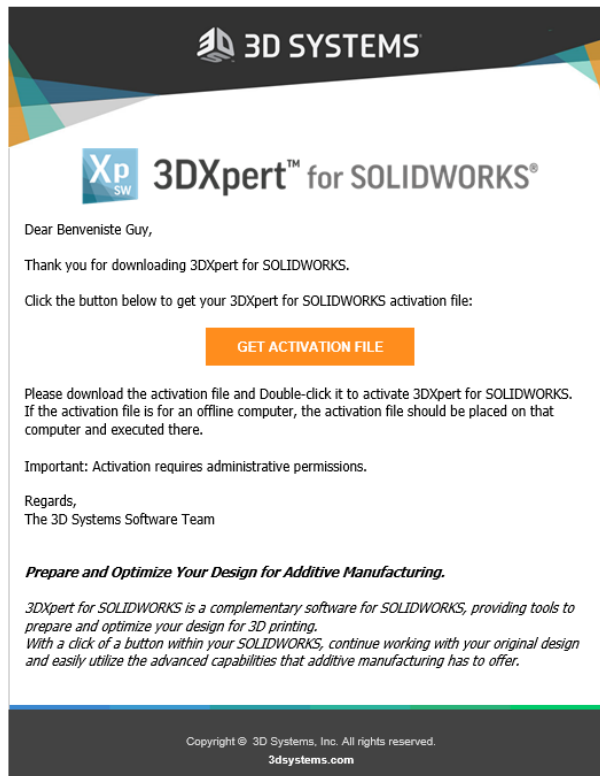 3D SYSTEMS
Xp
SW
3DXpert™ for SOLIDWORKS®
Dear Benveniste Guy,
Thank you for downloading 3DXpert for SOLIDWORKS.
Click the button below to get your 3DXpert for SOLIDWORKS activation file:
GET ACTIVATION FILE
Please download the activation file and Double-click it to activate 3DXpert for SOLIDWORKS.
If the activation file is for an offline computer, the activation file should be placed on that
computer and executed there.
Important: Activation requires administrative permissions.
Regards,
The 3D Systems Software Team
Prepare and Optimize Your Design for Additive Manufacturing.
3DXpert for SOLIDWORKS is a complementary software for SOLIDWORKS, providing tools to
prepare and optimize your design for 3D printing.
With a click of a button within your SOLIDWORKS, continue working with your original design
and easily utilize the advanced capabilities that additive manufacturing has to offer.
Copyright © 3D Systems, Inc. All rights reserved.
3dsystems.com